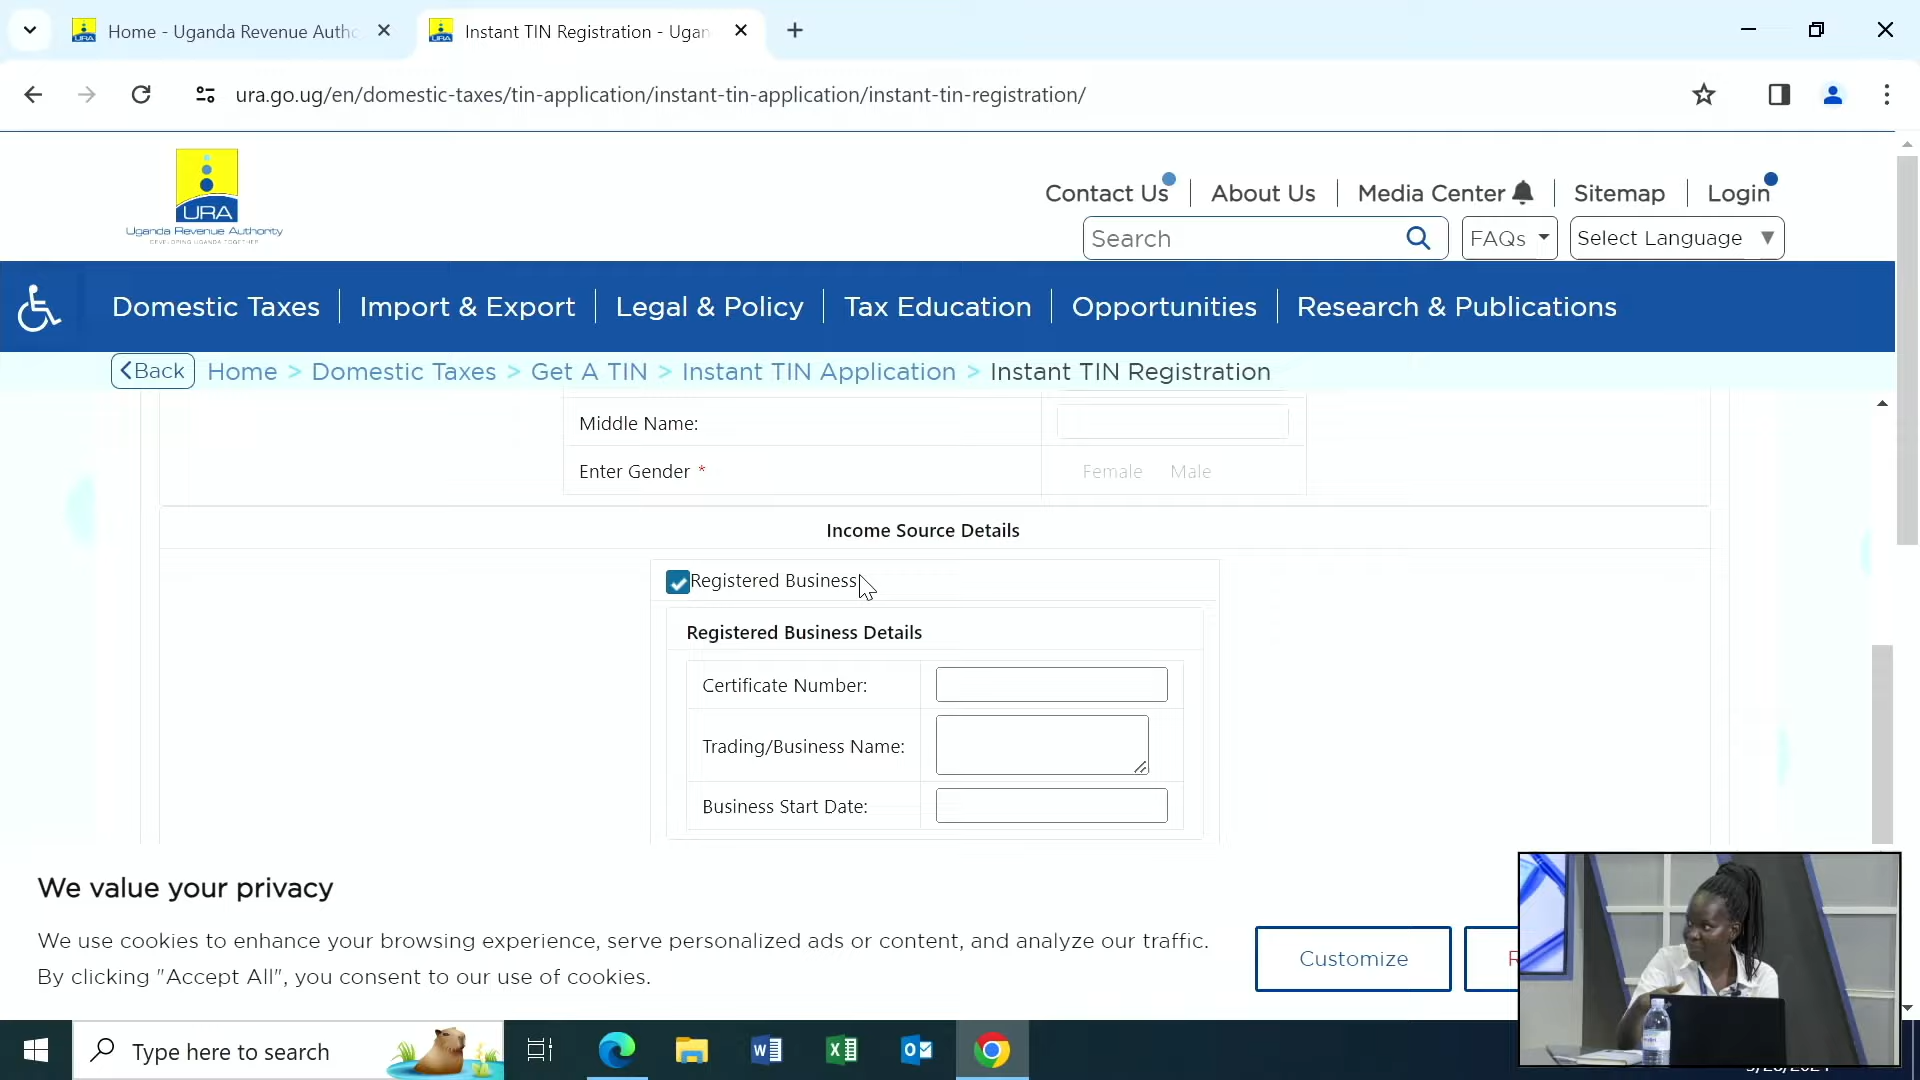 Home - Uganda Revenue Autho
Instant TIN Registration - Ugan
ura.go.ug/en/domestic-taxes/tin-application/instant-tin-application/instant-tin-registration/
URA
Uganda Revenue Authority
DEVELOPING UGANDA TOGETHER
Contact Us
About Us
Media Center
Sitemap
Login
Search
FAQs
Select Language
Domestic Taxes
Import & Export
Legal & Policy
Tax Education
Opportunities
Research & Publications
Back
Home > Domestic Taxes > Get A TIN > Instant TIN Application > Instant TIN Registration
Middle Name:
Enter Gender *
Female Male
Income Source Details
Registered Business
Registered Business Details
Certificate Number:
Trading/Business Name:
Business Start Date:
We value your privacy
We use cookies to enhance your browsing experience, serve personalized ads or content, and analyze our traffic.
By clicking "Accept All", you consent to our use of cookies.
Customize
R
Type here to search